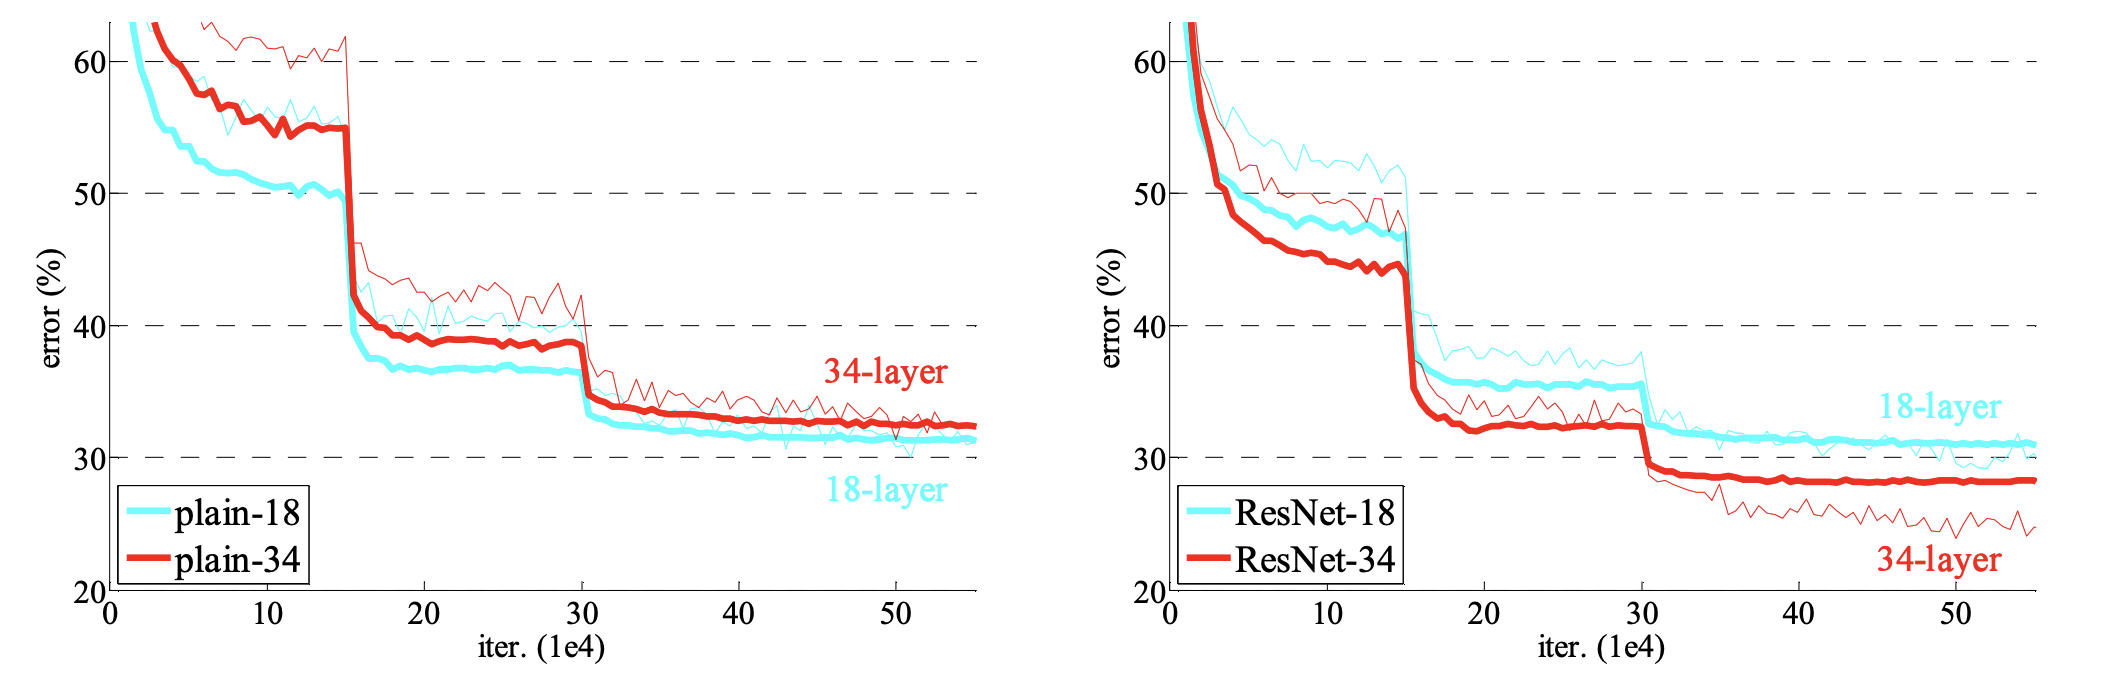 60
50
40
30
20
error (%)
34-layer
18-layer
plain-18
plain-34
0 10 20 30 40 50
iter. (1e4)
60
50
40
30
20
error (%)
18-layer
34-layer
ResNet-18
ResNet-34
0 10 20 30 40 50
iter. (1e4)